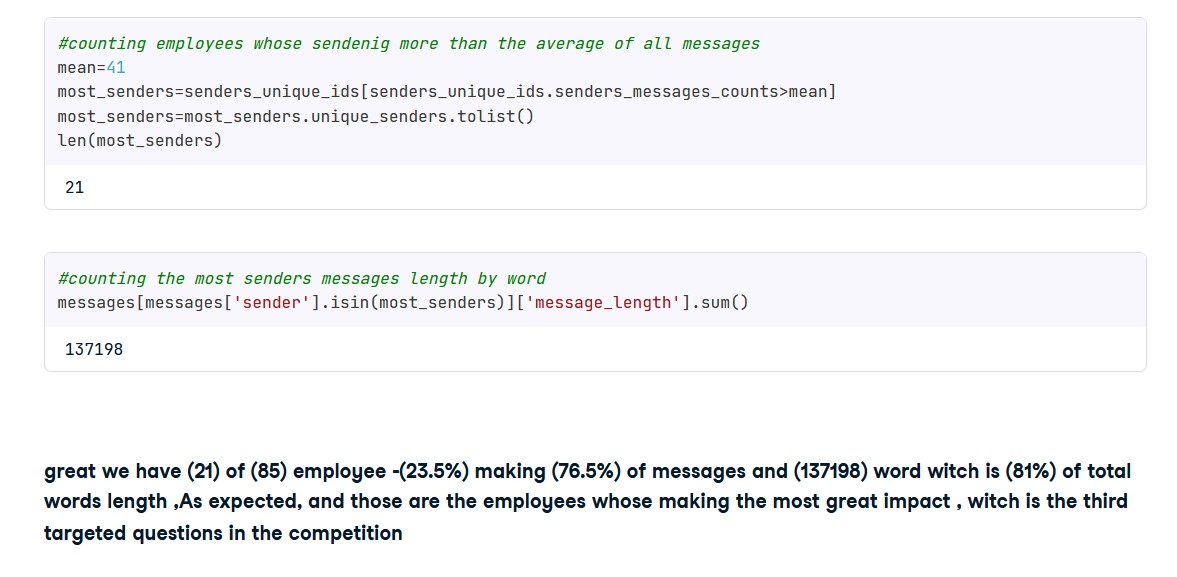 #counting employees whose sendenig more than the average of all messages
mean=41
most_senders=senders_unique_ids[senders_unique_ids.senders_messages_counts>mean]
most_senders=most_senders.unique_senders.tolist()
len(most_senders)
21
#counting the most senders messages length by word
messages[messages['sender'].isin(most_senders)]['message_length'].sum()
137198
great we have (21) of (85) employee -(23.5%) making (76.5%) of messages and (137198) word witch is (81%) of total
words length ,As expected, and those are the employees whose making the most great impact , witch is the third
targeted questions in the competition